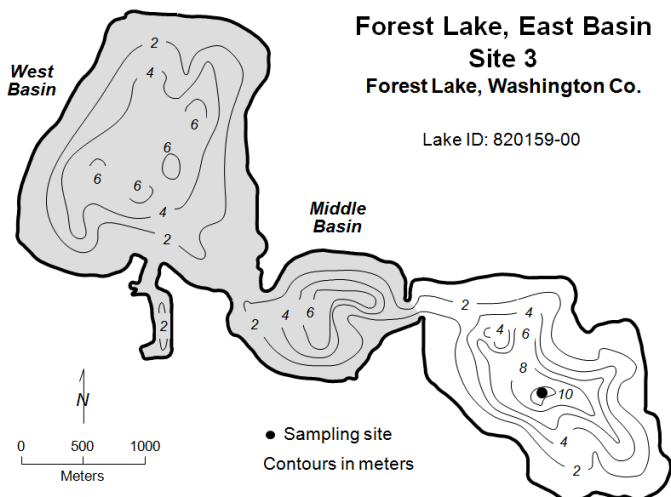 Forest Lake, East Basin
Site 3
Forest Lake, Washington Co.
Lake ID: 820159-00
West
Basin
2
4
6
6
6
6
4
2
2
Middle
Basin
2
4
6
2
4
4
6
8
10
4
2
N
0 500 1000
Meters
Sampling site
Contours in meters